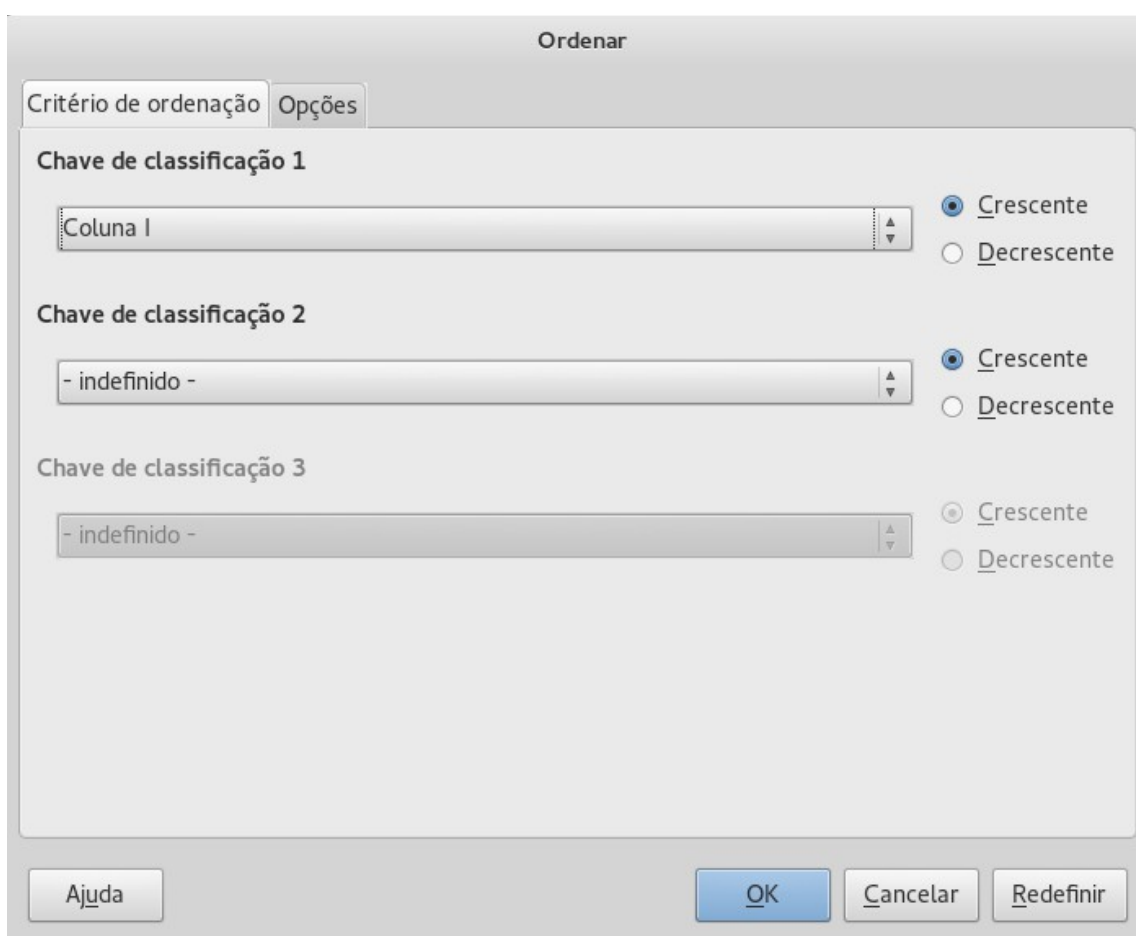 Ordenar
Critério de ordenação
Opções
Chave de classificação 1
Coluna I
Crescente
Decrescente
Chave de classificação 2
- indefinido -
Crescente
Decrescente
Chave de classificação 3
- indefinido -
Crescente
Decrescente
Ajuda
OK
Cancelar
Redefinir